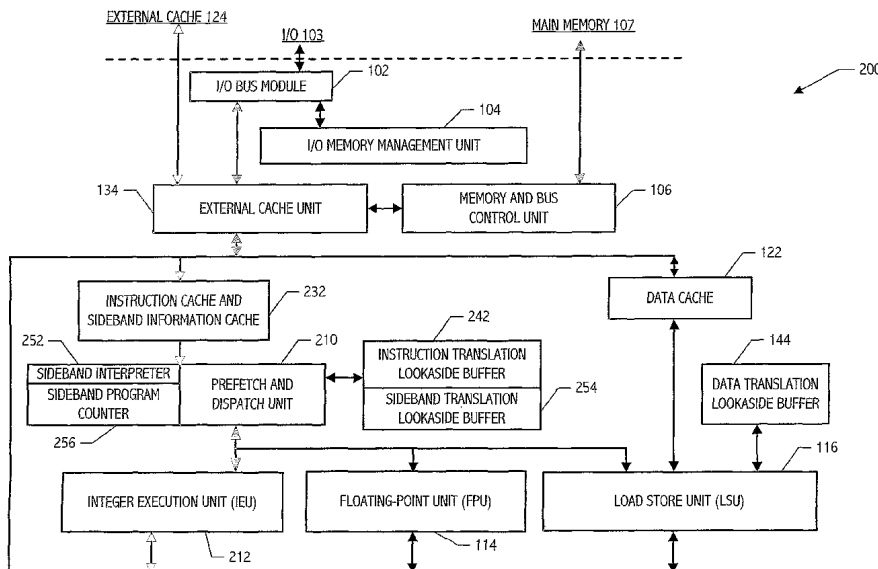 EXTERNAL CACHE 124
I/O 103
MAIN MEMORY 107
102
I/O BUS MODULE
200
104
I/O MEMORY MANAGEMENT UNIT
134
EXTERNAL CACHE UNIT
MEMORY AND BUS
CONTROL UNIT
106
122
INSTRUCTION CACHE AND
SIDEBAND INFORMATION CACHE
232
DATA CACHE
252
210
242
144
SIDEBAND INTERPRETER
SIDEBAND PROGRAM
COUNTER
256
PREFETCH AND
DISPATCH UNIT
INSTRUCTION TRANSLATION
LOOKASIDE BUFFER
SIDEBAND TRANSLATION
LOOKASIDE BUFFER
254
DATA TRANSLATION
LOOKASIDE BUFFER
116
INTEGER EXECUTION UNIT (IEU)
FLOATING-POINT UNIT (FPU)
LOAD STORE UNIT (LSU)
212
114